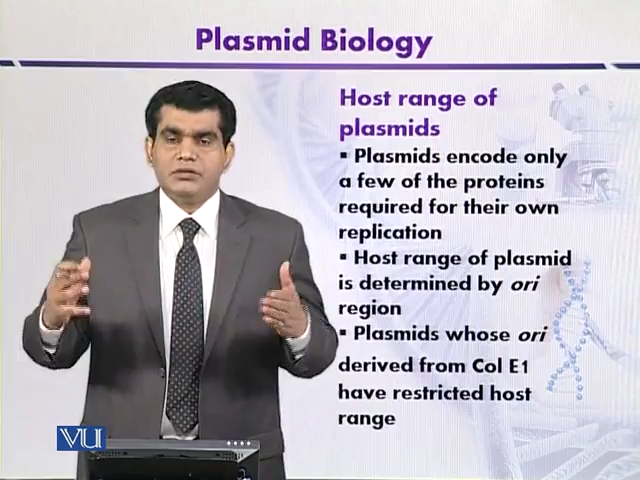 Plasmid Biology
Host range of
plasmids
▪ Plasmids encode only
a few of the proteins
required for their own
replication
▪ Host range of plasmid
is determined by ori
region
▪ Plasmids whose ori
derived from Col E1
have restricted host
range
VU